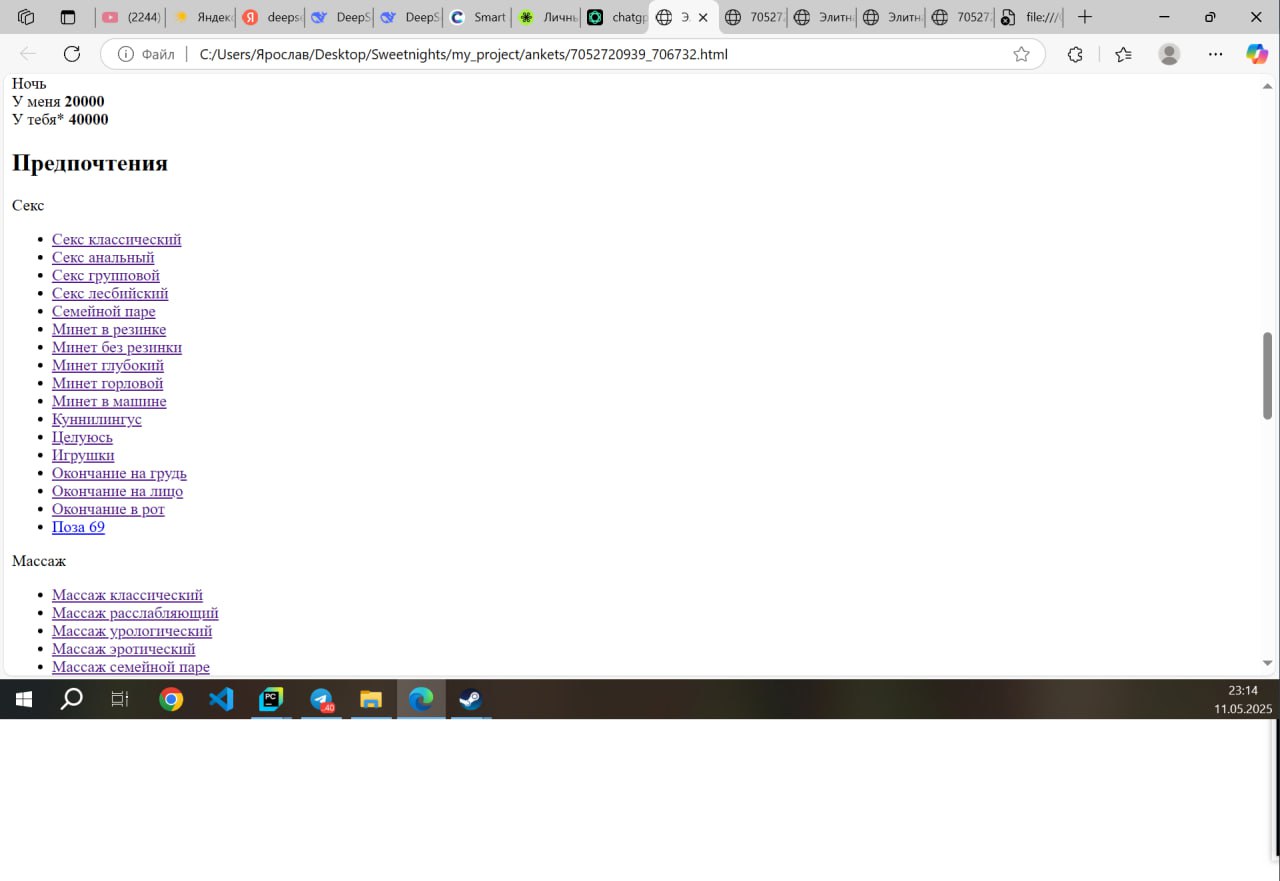 (2244)
Яндекс
deeps
DeepS
DeepS
Smart
Личны
chatgp
Э
70527
Элитн
Элитн
70527
file:///
Файл
C:/Users/Ярослав/Desktop/Sweetnights/my_project/ankets/7052720939_706732.html
Ночь
У меня 20000
У тебя* 40000
Предпочтения
Секс
Секс классический
Секс анальный
Секс групповой
Секс лесбийский
Семейной паре
Минет в резинке
Минет без резинки
Минет глубокий
Минет горловой
Минет в машине
Куннилингус
Целуюсь
Игрушки
Окончание на грудь
Окончание на лицо
Окончание в рот
Поза 69
Массаж
Массаж классический
Массаж расслабляющий
Массаж урологический
Массаж эротический
Массаж семейной паре
PC
40
23:14
11.05.2025